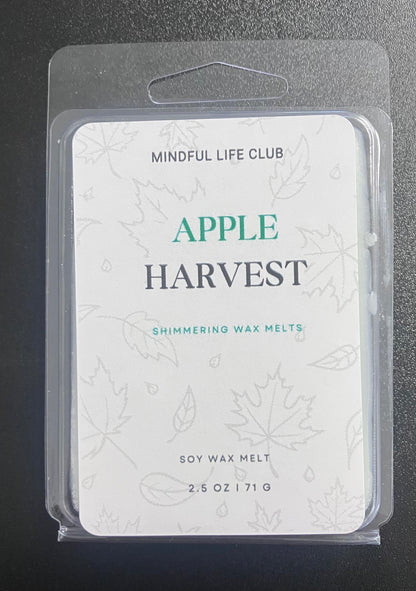 MINDFUL LIFE CLUB
APPLE
HARVEST
SHIMMERING WAX MELTS
SOY WAX MELT
2.5 OZ | 71 G